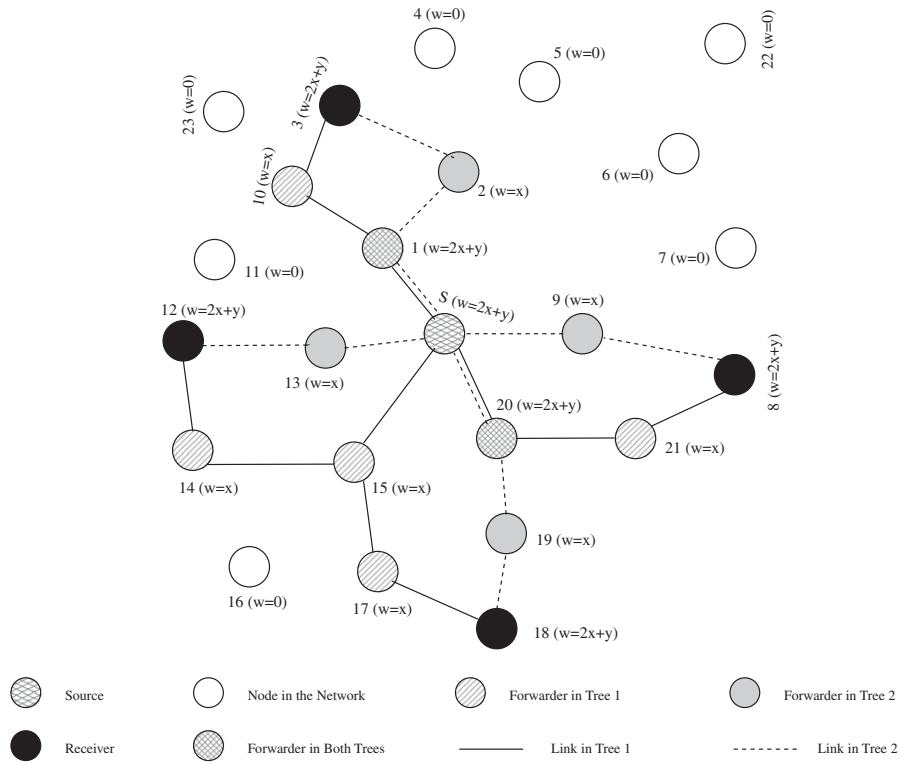 4 (w=0)
5 (w=0)
22 (w=0)
23 (w=0)
3 (w=2x+y)
10 (w=x)
2 (w=x)
6 (w=0)
1 (w=2x+y)
7 (w=0)
11 (w=0)
S (w=2x+y)
9 (w=x)
12 (w=2x+y)
13 (w=x)
8 (w=2x+y)
20 (w=2x+y)
21 (w=x)
14 (w=x)
15 (w=x)
19 (w=x)
16 (w=0)
17 (w=x)
18 (w=2x+y)
Source
Node in the Network
Forwarder in Tree 1
Forwarder in Tree 2
Receiver
Forwarder in Both Trees
Link in Tree 1
Link in Tree 2